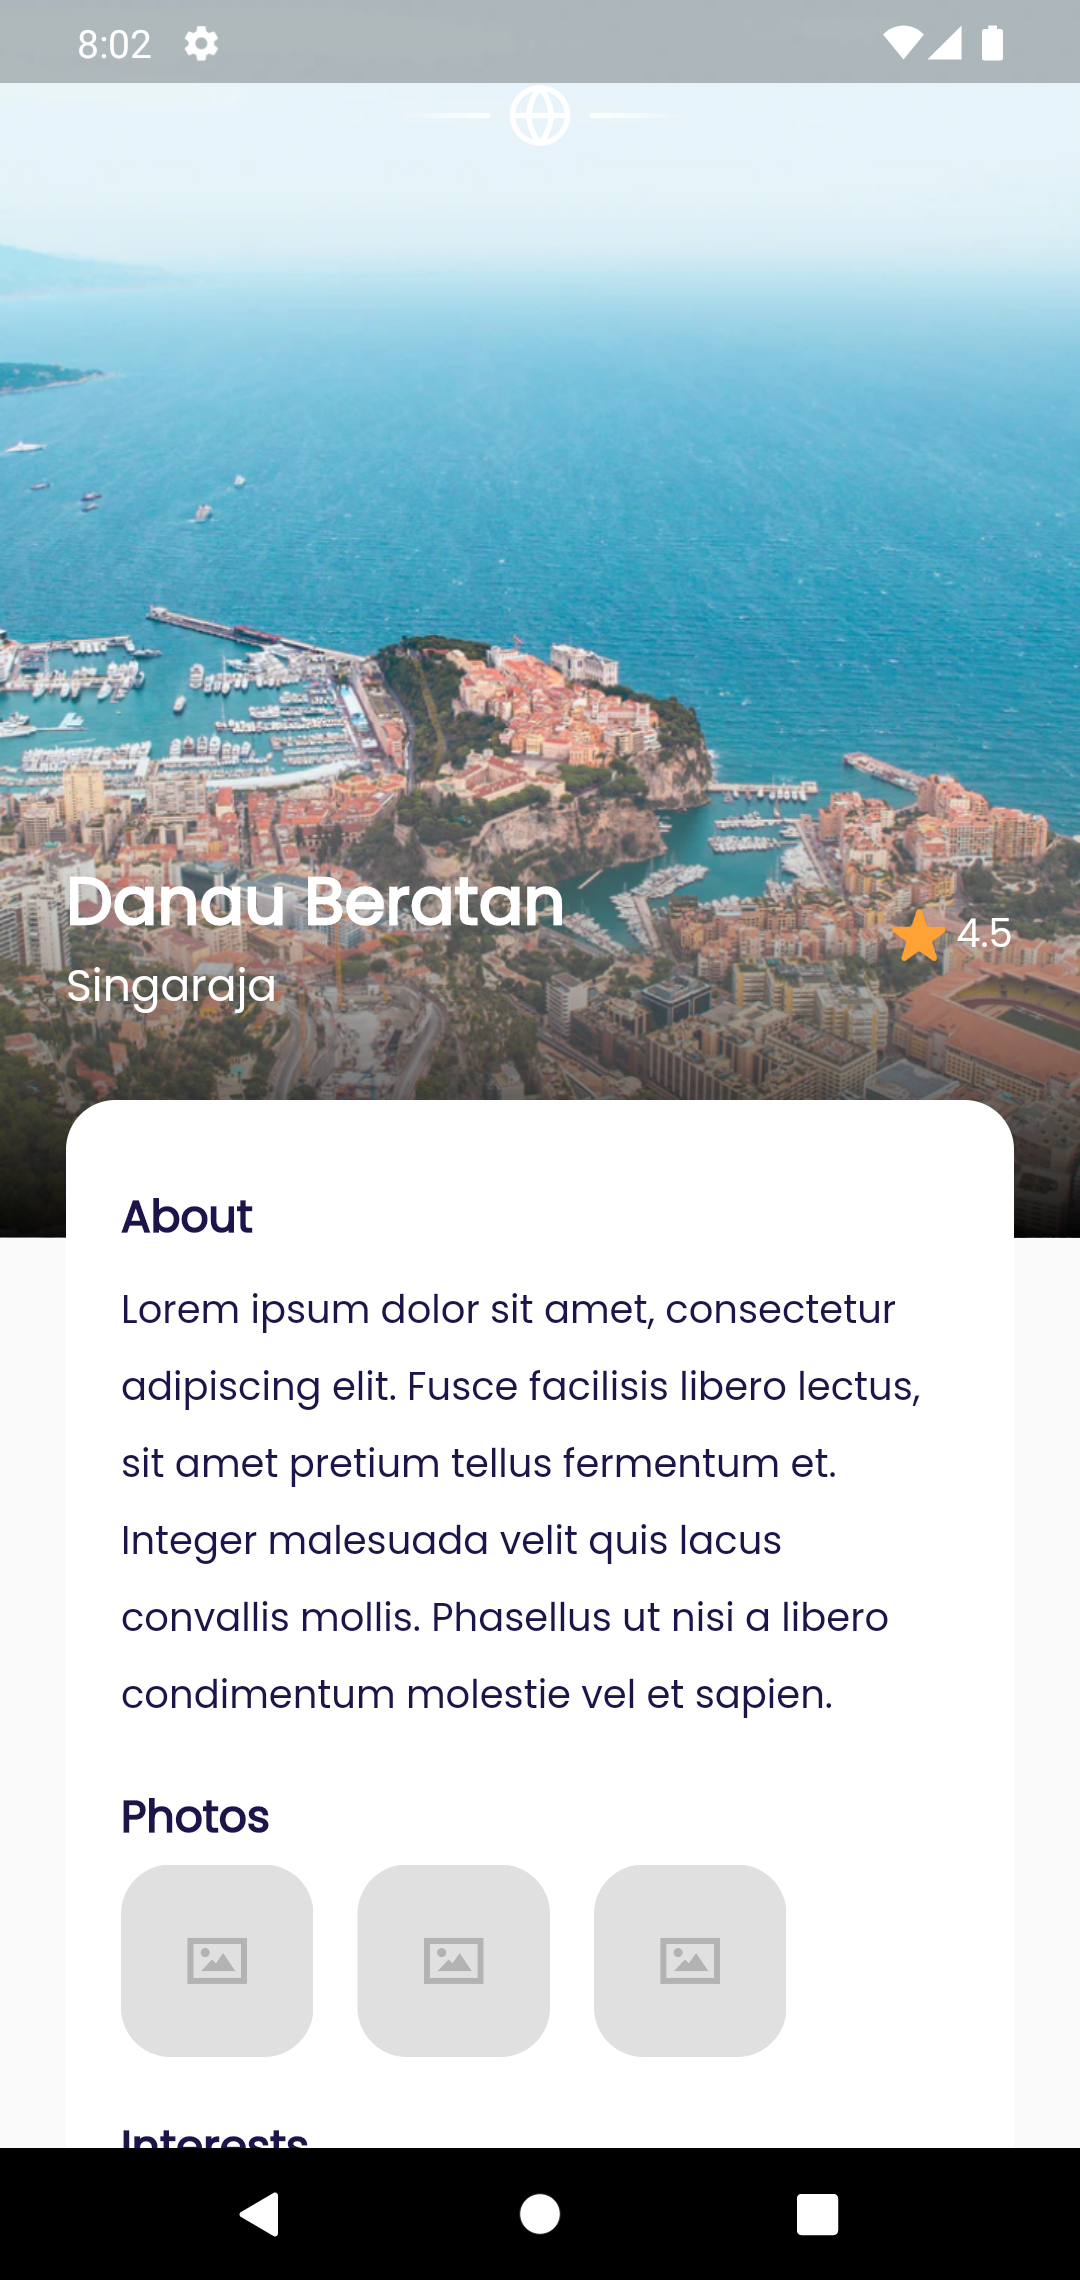 8:02
Danau Beratan
Singaraja
4.5
About
Lorem ipsum dolor sit amet, consectetur
adipiscing elit. Fusce facilisis libero lectus,
sit amet pretium tellus fermentum et.
Integer malesuada velit quis lacus
convallis mollis. Phasellus ut nisi a libero
condimentum molestie vel et sapien.
Photos
Interests